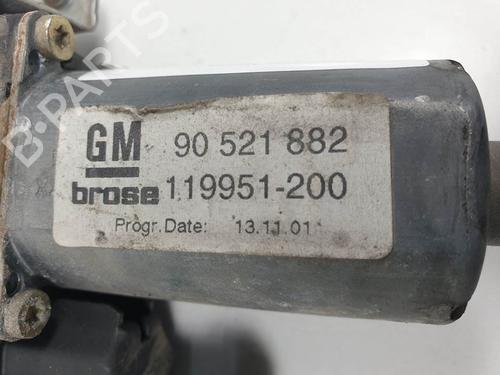 GM 90 521 882
brose 119951-200
Progr. Date: 13.11.01
B-PARTS